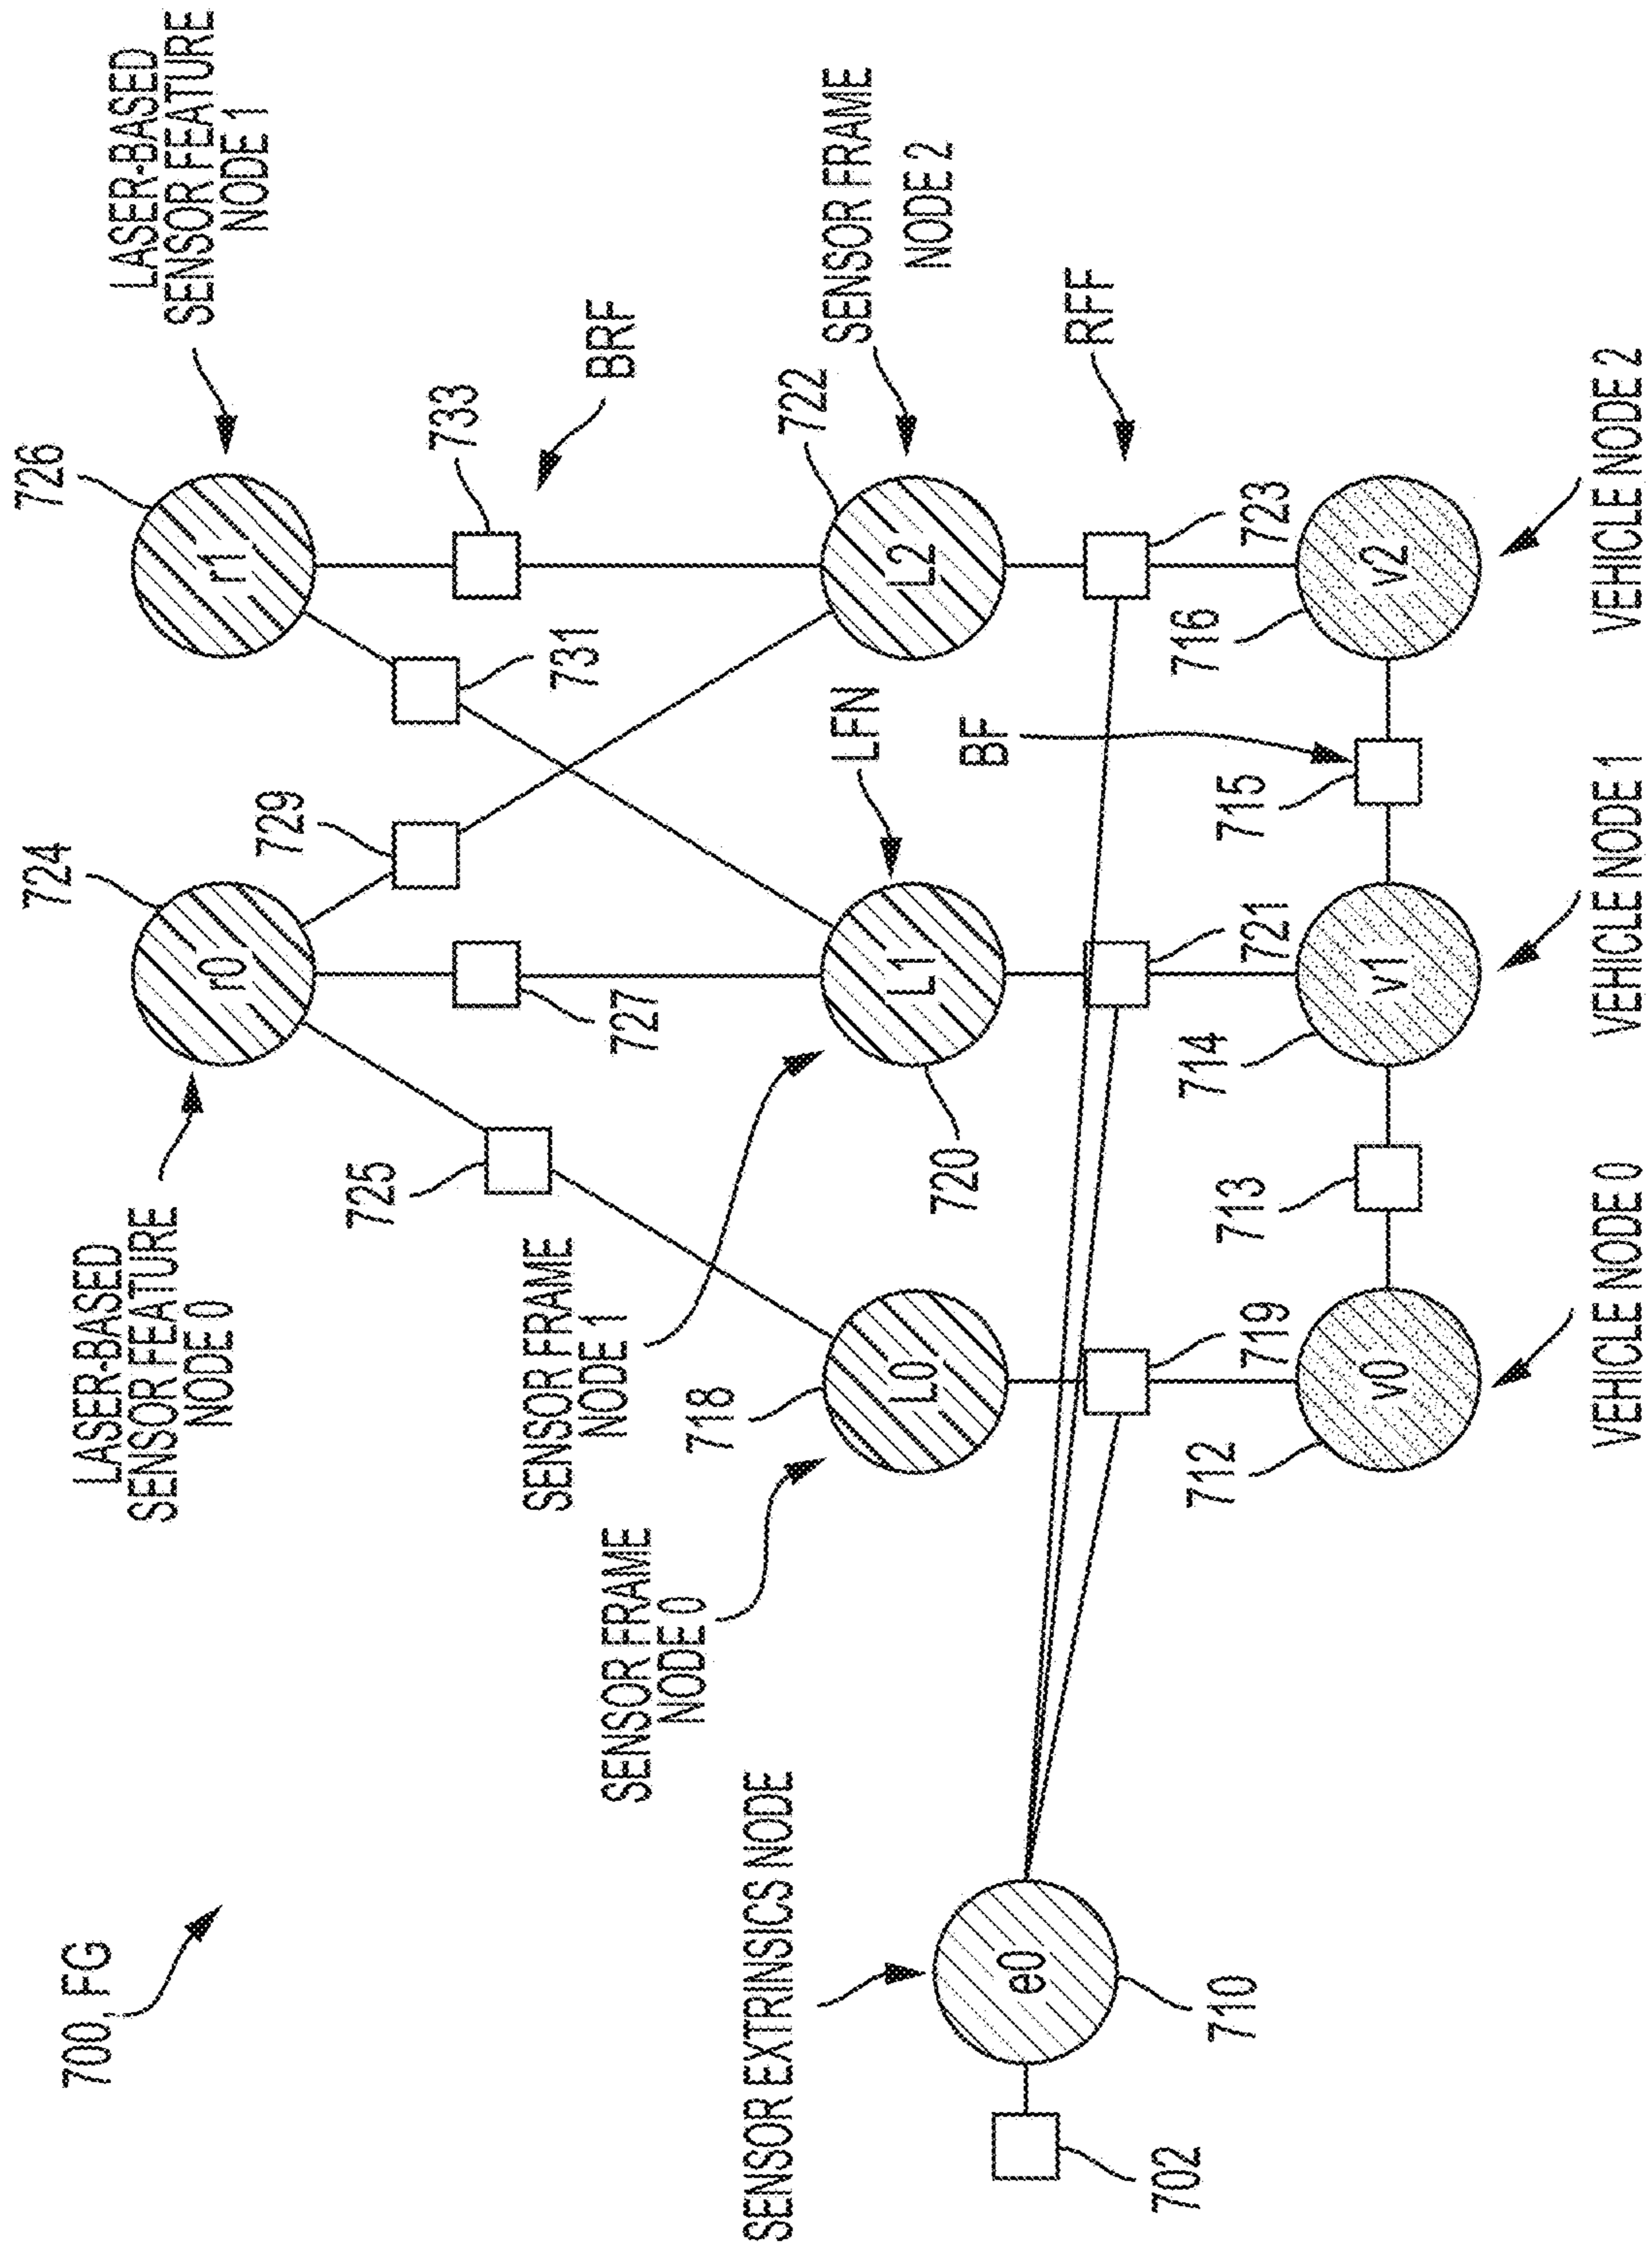 700, FG
LASER-BASED
SENSOR FEATURE
NODE 0
724
726
LASER-BASED
SENSOR FEATURE
NODE 1
r0
r1
725
729
727
731
733
BRF
SENSOR FRAME
NODE 1
SENSOR FRAME
NODE 0
718
LFN
722
SENSOR FRAME
NODE 2
SENSOR EXTRINSICS NODE
L0
L1
L2
720
BF
e0
RFF
702
710
719
721
723
712
713
714
715
716
v0
v1
v2
VEHICLE NODE 0
VEHICLE NODE 1
VEHICLE NODE 2